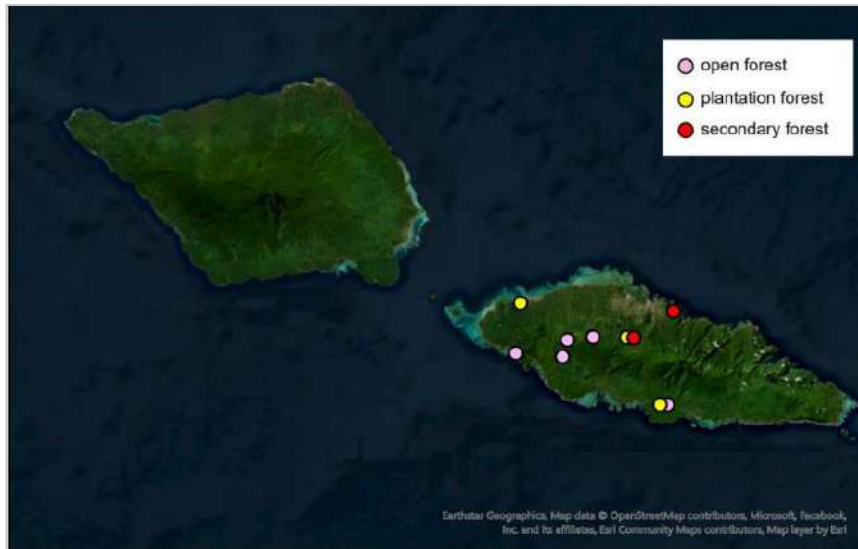 open forest
plantation forest
secondary forest
Earthstar Geographics, Map data © OpenStreetMap contributors, Microsoft, Facebook,
Inc. and its affiliates, Esri Community Maps contributors, Map layer by Esri